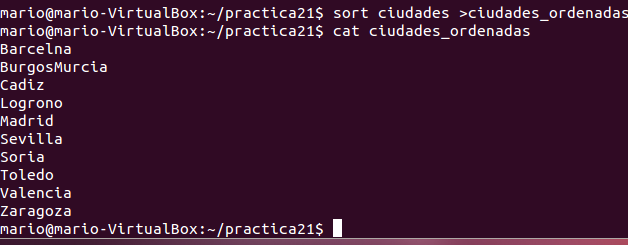 mario@mario-VirtualBox:~/practica21$ sort ciudades >ciudades_ordenadas
mario@mario-VirtualBox:~/practica21$ cat ciudades_ordenadas
Barcelna
BurgosMurcia
Cadiz
Logrono
Madrid
Sevilla
Soria
Toledo
Valencia
Zaragoza
mario@mario-VirtualBox:~/practica21$